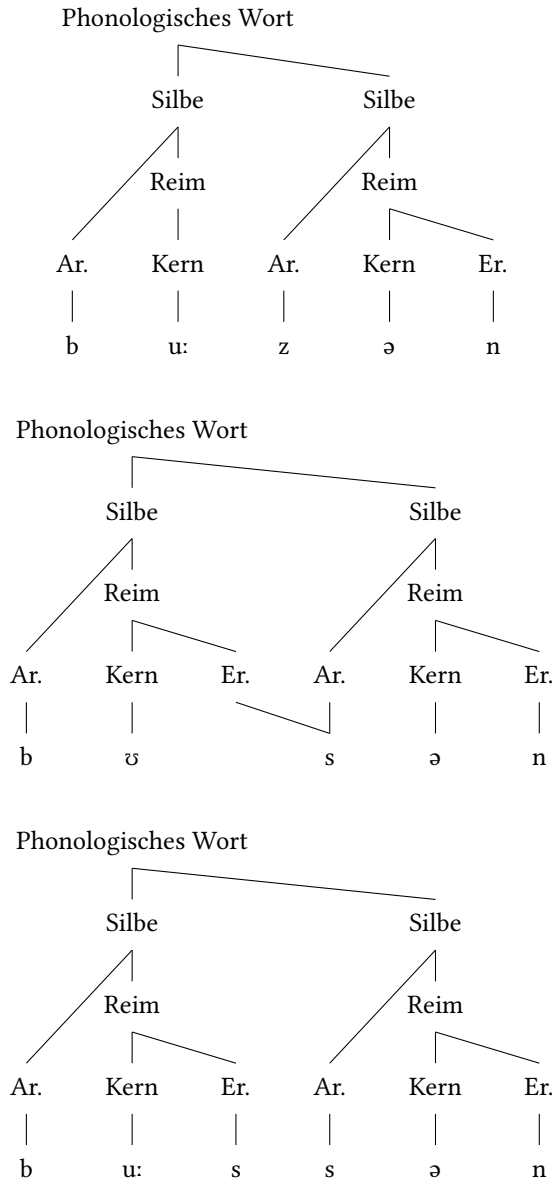 Phonologisches Wort
Silbe Silbe
Reim Reim
Ar. Kern Ar. Kern Er.
b uː z ə n
Phonologisches Wort
Silbe Silbe
Reim Reim
Ar. Kern Er. Ar. Kern Er.
b ʊ s ə n
Phonologisches Wort
Silbe Silbe
Reim Reim
Ar. Kern Er. Ar. Kern Er.
b uː s s ə n